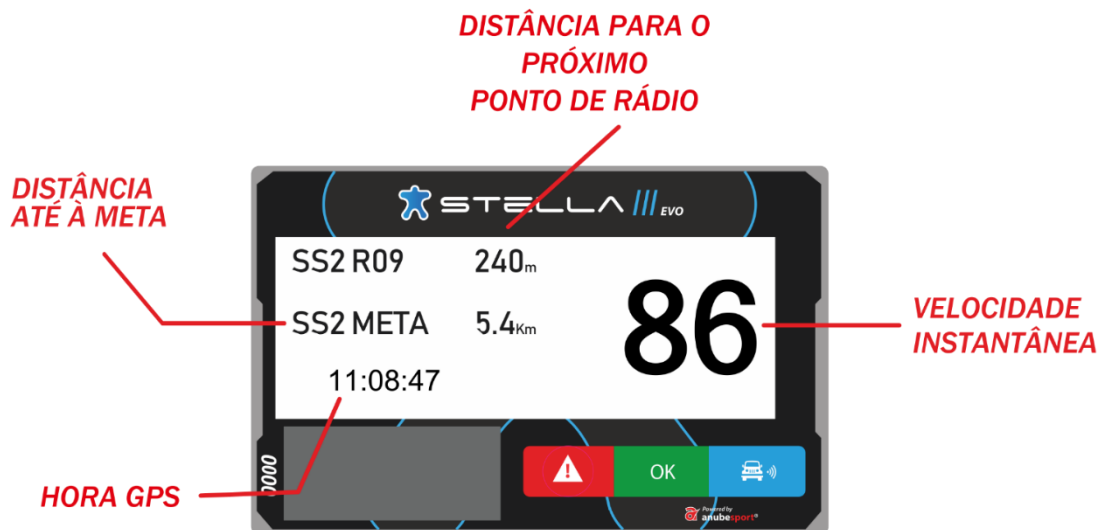 DISTÂNCIA PARA O
PRÓXIMO
PONTO DE RÁDIO
DISTÂNCIA
ATÉ À META
STELLA III EVO
SS2 R09 240m
SS2 META 5.4Km
86
11:08:47
VELOCIDADE
INSTANTÂNEA
0000
OK
HORA GPS
Powered by
anubesport®